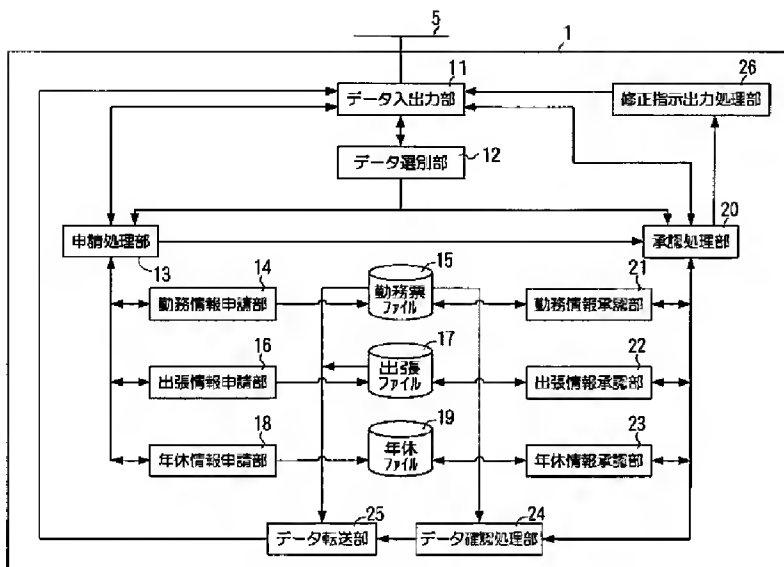 5
1
11
データ入出力部
26
修正指示出力処理部
データ選別部
12
申請処理部
13
20
承認処理部
14
勤務情報申請部
15
勤務票
ファイル
21
勤務情報承認部
16
出張情報申請部
17
出張
ファイル
22
出張情報承認部
18
年休情報申請部
19
年休
ファイル
23
年休情報承認部
25
データ転送部
24
データ確認処理部